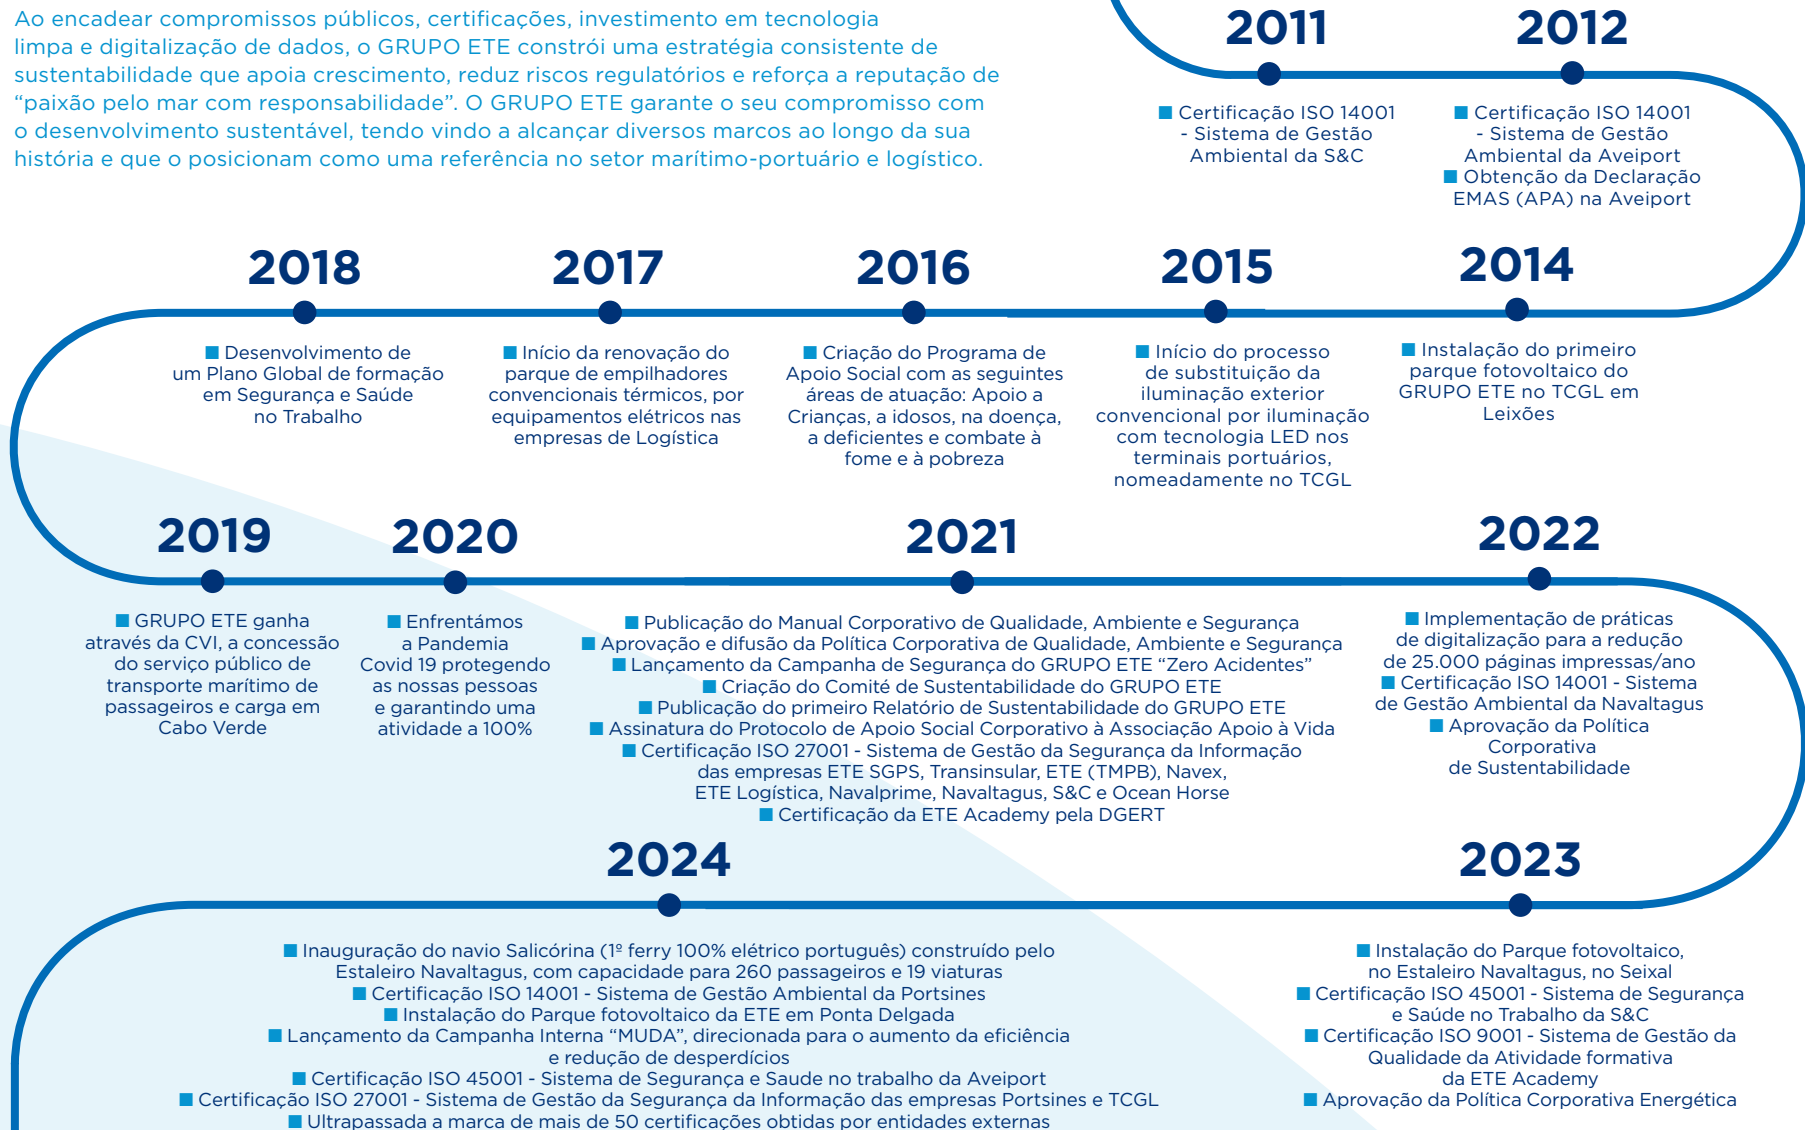 Ao encadear compromissos públicos, certificações, investimento em tecnologia
limpa e digitalização de dados, o GRUPO ETE constrói uma estratégia consistente de
sustentabilidade que apoia crescimento, reduz riscos regulatórios e reforça a reputação de
“paixão pelo mar com responsabilidade”. O GRUPO ETE garante o seu compromisso com
o desenvolvimento sustentável, tendo vindo a alcançar diversos marcos ao longo da sua
história e que o posicionam como uma referência no setor marítimo-portuário e logístico.
2011
■ Certificação ISO 14001
- Sistema de Gestão
Ambiental da S&C
2012
■ Certificação ISO 14001
- Sistema de Gestão
Ambiental da Aveiport
■ Obtenção da Declaração
EMAS (APA) na Aveiport
2014
■ Instalação do primeiro
parque fotovoltaico do
GRUPO ETE no TCGL em
Leixões
2015
■ Início do processo
de substituição da
iluminação exterior
convencional por iluminação
com tecnologia LED nos
terminais portuários,
nomeadamente no TCGL
2016
■ Criação do Programa de
Apoio Social com as seguintes
áreas de atuação: Apoio a
Crianças, a idosos, na doença,
a deficientes e combate à
fome e à pobreza
2017
■ Início da renovação do
parque de empilhadores
convencionais térmicos, por
equipamentos elétricos nas
empresas de Logística
2018
■ Desenvolvimento de
um Plano Global de formação
em Segurança e Saúde
no Trabalho
2019
■ GRUPO ETE ganha
através da CVI, a concessão
do serviço público de
transporte marítimo de
passageiros e carga em
Cabo Verde
2020
■ Enfrentámos
a Pandemia
Covid 19 protegendo
as nossas pessoas
e garantindo uma
atividade a 100%
2021
■ Publicação do Manual Corporativo de Qualidade, Ambiente e Segurança
■ Aprovação e difusão da Política Corporativa de Qualidade, Ambiente e Segurança
■ Lançamento da Campanha de Segurança do GRUPO ETE “Zero Acidentes”
■ Criação do Comité de Sustentabilidade do GRUPO ETE
■ Publicação do primeiro Relatório de Sustentabilidade do GRUPO ETE
■ Assinatura do Protocolo de Apoio Social Corporativo à Associação Apoio à Vida
■ Certificação ISO 27001 - Sistema de Gestão da Segurança da Informação
das empresas ETE SGPS, Transinsular, ETE (TMPB), Navex,
ETE Logística, Navalprime, Navaltagus, S&C e Ocean Horse
■ Certificação da ETE Academy pela DGERT
2022
■ Implementação de práticas
de digitalização para a redução
de 25.000 páginas impressas/ano
■ Certificação ISO 14001 - Sistema
de Gestão Ambiental da Navaltagus
■ Aprovação da Política
Corporativa
de Sustentabilidade
2023
■ Instalação do Parque fotovoltaico,
no Estaleiro Navaltagus, no Seixal
■ Certificação ISO 45001 - Sistema de Segurança
e Saúde no Trabalho da S&C
■ Certificação ISO 9001 - Sistema de Gestão da
Qualidade da Atividade formativa
da ETE Academy
■ Aprovação da Política Corporativa Energética
2024
■ Inauguração do navio Salicórina (1º ferry 100% elétrico português) construído pelo
Estaleiro Navaltagus, com capacidade para 260 passageiros e 19 viaturas
■ Certificação ISO 14001 - Sistema de Gestão Ambiental da Portsines
■ Instalação do Parque fotovoltaico da ETE em Ponta Delgada
■ Lançamento da Campanha Interna “MUDA”, direcionada para o aumento da eficiência
e redução de desperdícios
■ Certificação ISO 45001 - Sistema de Segurança e Saude no trabalho da Aveiport
■ Certificação ISO 27001 - Sistema de Gestão da Segurança da Informação das empresas Portsines e TCGL
■ Ultrapassada a marca de mais de 50 certificações obtidas por entidades externas